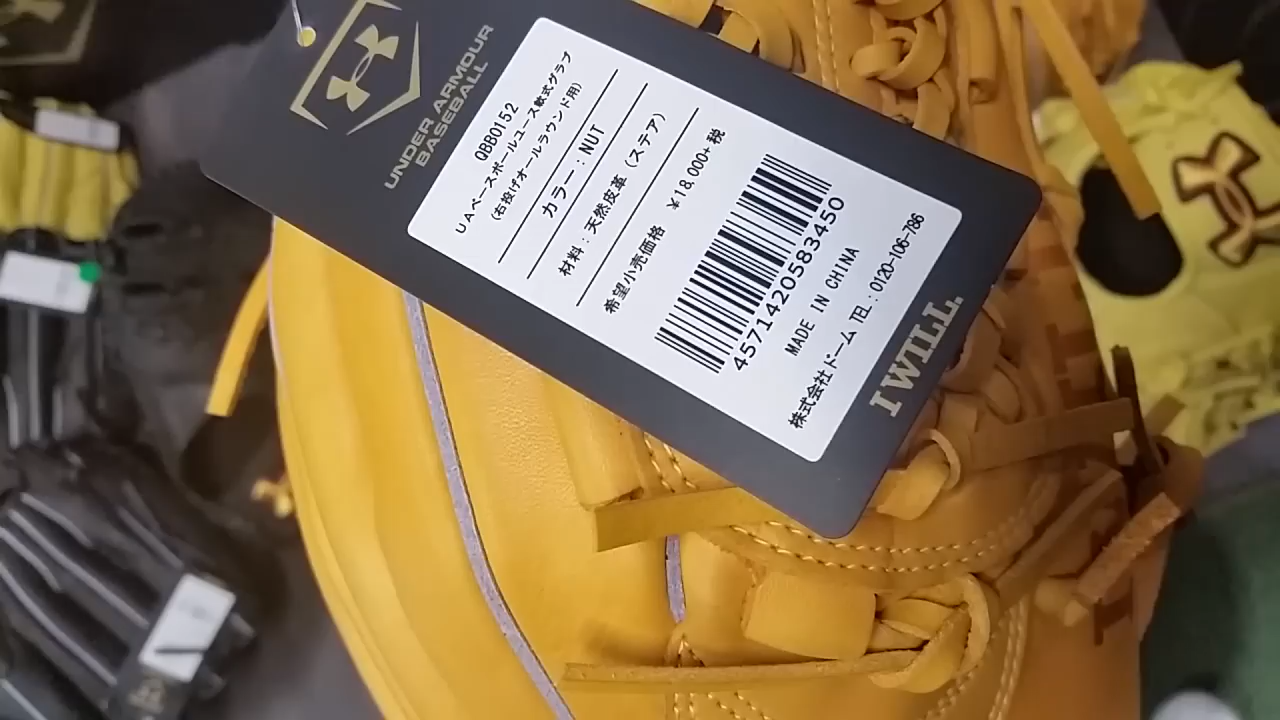 UNDER ARMOUR
BASEBALL
QBB0152
UAベースボールユース軟式グラブ
(右投げオールラウンド用)
カラー : NUT
材料 : 天然皮革 (ステア)
希望小売価格 ¥18,000+税
4571420583450
MADE IN CHINA
株式会社ドーム TEL : 0120-106-786
I WILL.